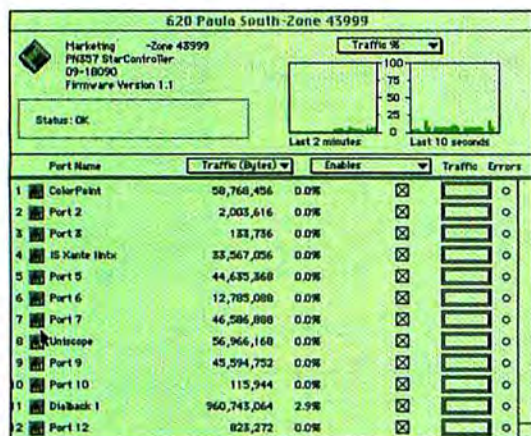 620 Paula South-Zone 43999
Marketing -Zone 43999
PN357 StarController
09-18090
Firmware Version 1.1
Status: OK
Traffic %
100
75
50
25
0
Last 2 minutes
Last 10 seconds
Port Name Traffic (Bytes) Enables Traffic Errors
1 ColorPoint 58,768,456 0.0%
2 Port 2 2,003,616 0.0%
3 Port 3 133,736 0.0%
4 IS Xante 33,567,056 0.0%
5 Port 5 44,635,368 0.0%
6 Port 6 12,785,088 0.0%
7 Port 7 46,586,888 0.0%
8 Uniscope 56,966,168 0.0%
9 Port 9 45,594,752 0.0%
10 Port 10 115,944 0.0%
11 Dialback 1 960,743,064 2.9%
12 Port 12 823,272 0.0%